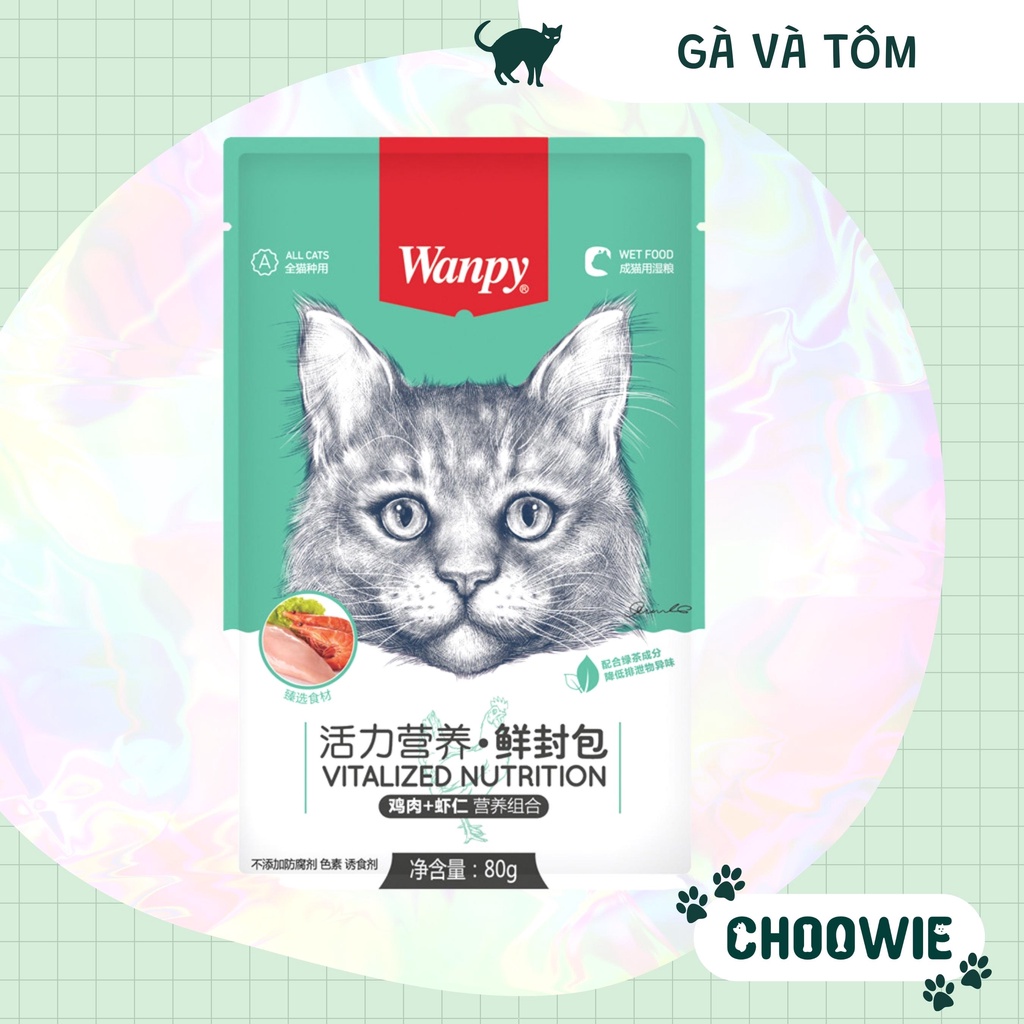 GÀ VÀ TÔM
Wanpy®
A
ALL CATS
全猫种用
WET FOOD
成猫用湿粮
配合绿茶成分
降低排泄物异味
臻选食材
活力营养·鲜封包
VITALIZED NUTRITION
鸡肉+虾仁 营养组合
不添加防腐剂 色素 诱食剂
净含量：80g
CHOOWIE